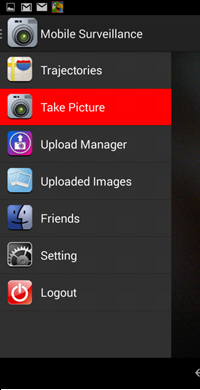 Mobile Surveillance
Trajectories
Take Picture
Upload Manager
Uploaded Images
Friends
Setting
Logout